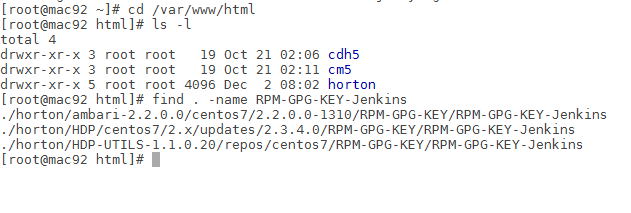 [root@mac92 ~]# cd /var/www/html
[root@mac92 html]# ls -l
total 4
drwxr-xr-x 3 root root   19 Oct 21 02:06 cdh5
drwxr-xr-x 3 root root   19 Oct 21 02:11 cm5
drwxr-xr-x 5 root root 4096 Dec  2 08:02 horton
[root@mac92 html]# find . -name RPM-GPG-KEY-Jenkins
./horton/ambari-2.2.0.0/centos7/2.2.0.0-1310/RPM-GPG-KEY/RPM-GPG-KEY-Jenkins
./horton/HDP/centos7/2.x/updates/2.3.4.0/RPM-GPG-KEY/RPM-GPG-KEY-Jenkins
./horton/HDP-UTILS-1.1.0.20/repos/centos7/RPM-GPG-KEY/RPM-GPG-KEY-Jenkins
[root@mac92 html]#